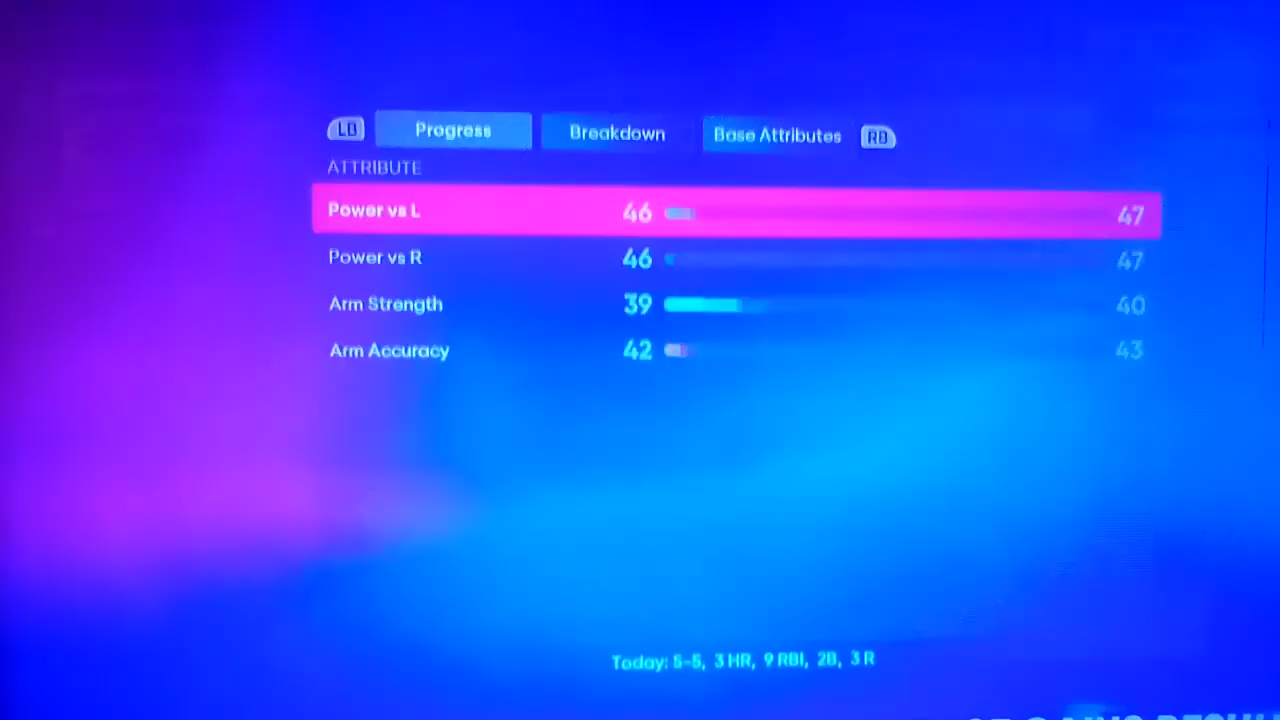 LB Progress Breakdown Base Attributes RB
ATTRIBUTE
Power vs L 46 47
Power vs R 46 47
Arm Strength 39 40
Arm Accuracy 42 43
Today: 5-5, 3 HR, 9 RBI, 2B, 3 R